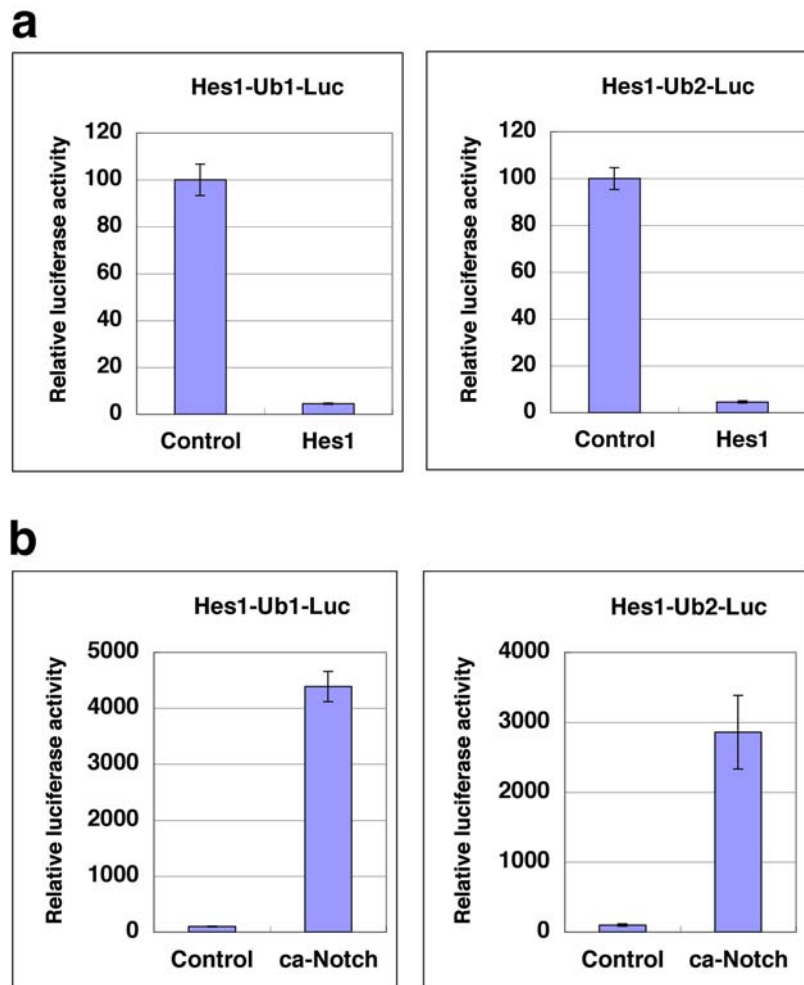 a
Hes1-Ub1-Luc
Relative luciferase activity
120
100
80
60
40
20
0
Control Hes1
Hes1-Ub2-Luc
Relative luciferase activity
120
100
80
60
40
20
0
Control Hes1
b
Hes1-Ub1-Luc
Relative luciferase activity
5000
4000
3000
2000
1000
0
Control ca-Notch
Hes1-Ub2-Luc
Relative luciferase activity
4000
3000
2000
1000
0
Control ca-Notch